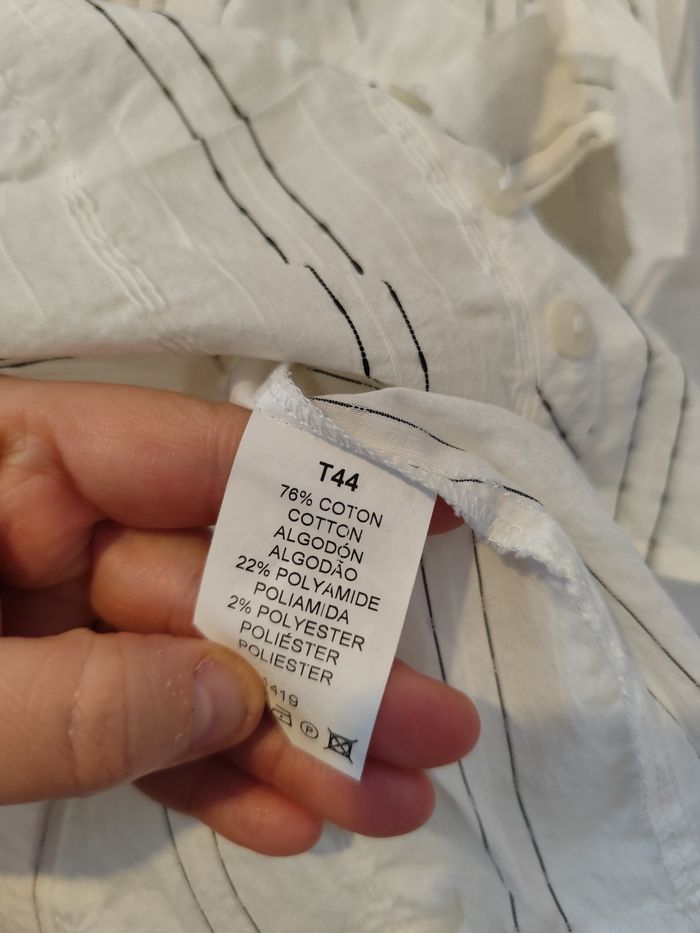 T44
76% COTON
COTTON
ALGODÓN
ALGODÃO
22% POLYAMIDE
POLIAMIDA
2% POLYESTER
POLIÉSTER
POLIESTER
P